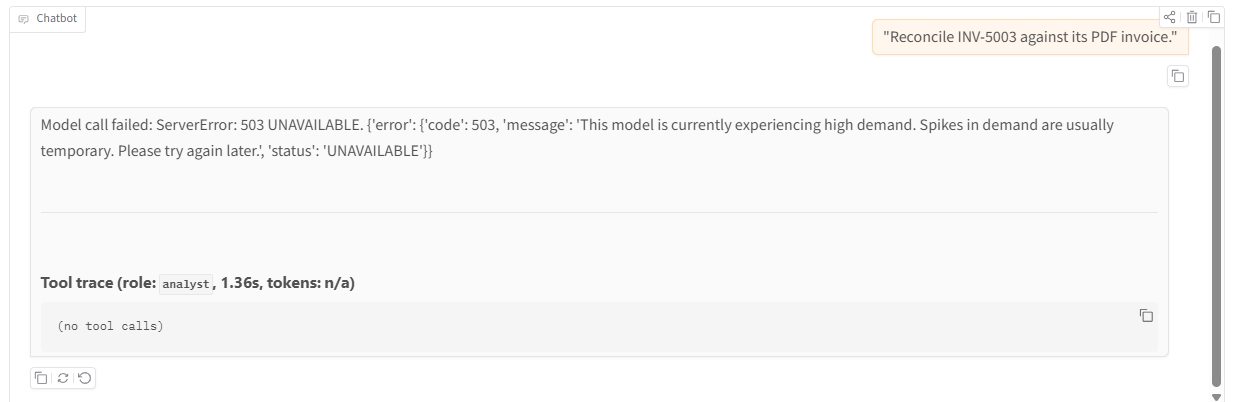 Chatbot
"Reconcile INV-5003 against its PDF invoice."
Model call failed: ServerError: 503 UNAVAILABLE. {'error': {'code': 503, 'message': 'This model is currently experiencing high demand. Spikes in demand are usually
temporary. Please try again later.', 'status': 'UNAVAILABLE'}}
Tool trace (role: analyst, 1.36s, tokens: n/a)
(no tool calls)